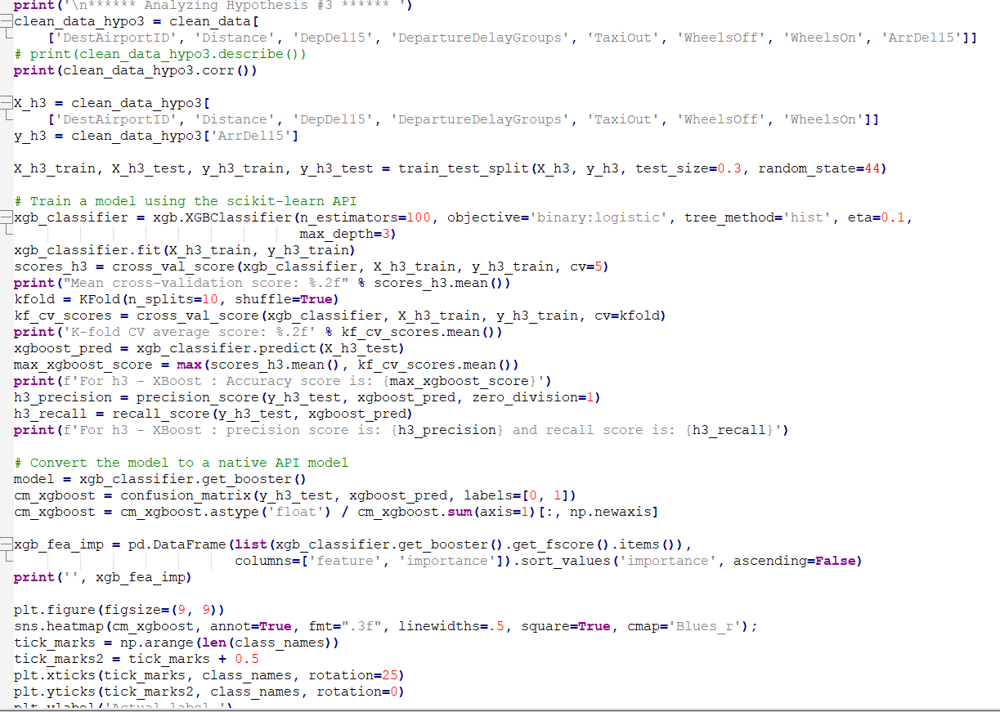 print('\n****** Analyzing Hypothesis #3 ****** ')
clean_data_hypo3 = clean_data[
    ['DestAirportID', 'Distance', 'DepDel15', 'DepartureDelayGroups', 'TaxiOut', 'WheelsOff', 'WheelsOn', 'ArrDel15']]
# print(clean_data_hypo3.describe())
print(clean_data_hypo3.corr())

X_h3 = clean_data_hypo3[
    ['DestAirportID', 'Distance', 'DepDel15', 'DepartureDelayGroups', 'TaxiOut', 'WheelsOff', 'WheelsOn']]
y_h3 = clean_data_hypo3['ArrDel15']

X_h3_train, X_h3_test, y_h3_train, y_h3_test = train_test_split(X_h3, y_h3, test_size=0.3, random_state=44)

# Train a model using the scikit-learn API
xgb_classifier = xgb.XGBClassifier(n_estimators=100, objective='binary:logistic', tree_method='hist', eta=0.1,
                                   max_depth=3)
xgb_classifier.fit(X_h3_train, y_h3_train)
scores_h3 = cross_val_score(xgb_classifier, X_h3_train, y_h3_train, cv=5)
print("Mean cross-validation score: %.2f" % scores_h3.mean())
kfold = KFold(n_splits=10, shuffle=True)
kf_cv_scores = cross_val_score(xgb_classifier, X_h3_train, y_h3_train, cv=kfold)
print('K-fold CV average score: %.2f' % kf_cv_scores.mean())
xgboost_pred = xgb_classifier.predict(X_h3_test)
max_xgboost_score = max(scores_h3.mean(), kf_cv_scores.mean())
print(f'For h3 - XBoost : Accuracy score is: {max_xgboost_score}')
h3_precision = precision_score(y_h3_test, xgboost_pred, zero_division=1)
h3_recall = recall_score(y_h3_test, xgboost_pred)
print(f'For h3 - XBoost : precision score is: {h3_precision} and recall score is: {h3_recall}')

# Convert the model to a native API model
model = xgb_classifier.get_booster()
cm_xgboost = confusion_matrix(y_h3_test, xgboost_pred, labels=[0, 1])
cm_xgboost = cm_xgboost.astype('float') / cm_xgboost.sum(axis=1)[:, np.newaxis]

xgb_fea_imp = pd.DataFrame(list(xgb_classifier.get_booster().get_fscore().items()),
                           columns=['feature', 'importance']).sort_values('importance', ascending=False)
print('', xgb_fea_imp)

plt.figure(figsize=(9, 9))
sns.heatmap(cm_xgboost, annot=True, fmt=".3f", linewidths=.5, square=True, cmap='Blues_r');
tick_marks = np.arange(len(class_names))
tick_marks2 = tick_marks + 0.5
plt.xticks(tick_marks, class_names, rotation=25)
plt.yticks(tick_marks2, class_names, rotation=0)
plt.ylabel('Actual label ')